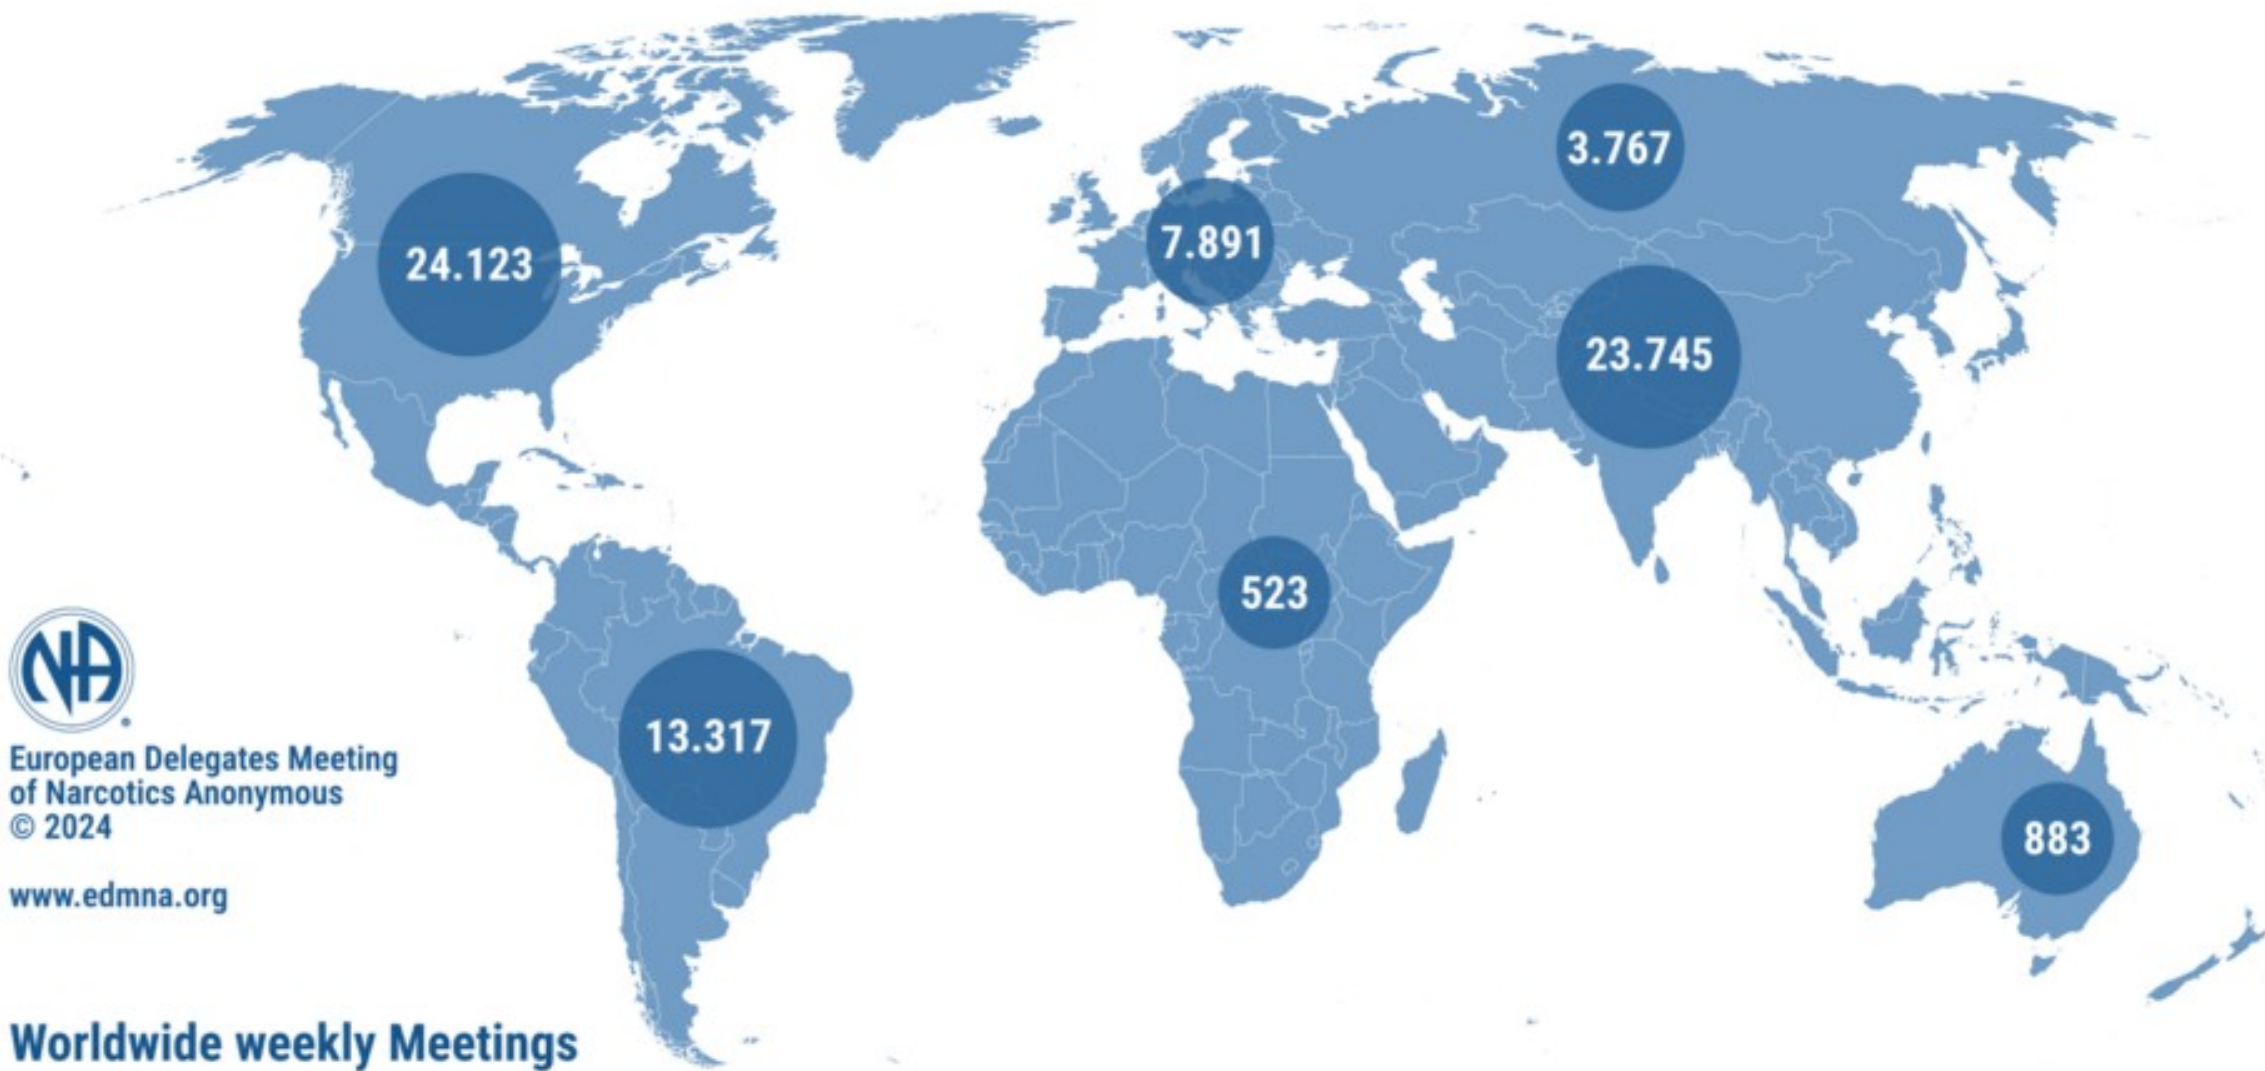 3.767
7.891
24.123
23.745
523
13.317
883
NA
European Delegates Meeting
of Narcotics Anonymous
© 2024
www.edmna.org
Worldwide weekly Meetings